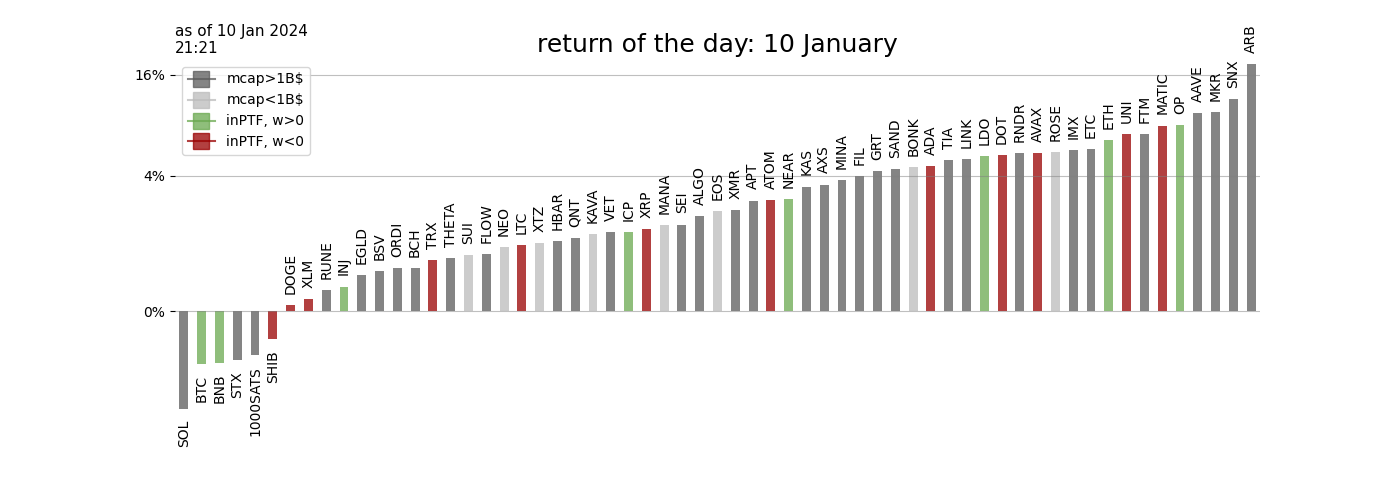 as of 10 Jan 2024
21:21
return of the day: 10 January
mcap>1B$
mcap<1B$
inPTF, w>0
inPTF, w<0
16%
4%
0%
SOL
BTC
BNB
STX
1000SATS
SHIB
DOGE
XLM
RUNE
INJ
EGLD
BSV
ORDI
BCH
TRX
THETA
SUI
FLOW
NEO
LTC
XTZ
HBAR
QNT
KAVA
VET
ICP
XRP
MANA
SEI
ALGO
EOS
XMR
APT
ATOM
NEAR
KAS
AXS
MINA
FIL
GRT
SAND
BONK
ADA
TIA
LINK
LDO
DOT
RNDR
AVAX
ROSE
IMX
ETC
ETH
UNI
FTM
MATIC
OP
AAVE
MKR
SNX
ARB